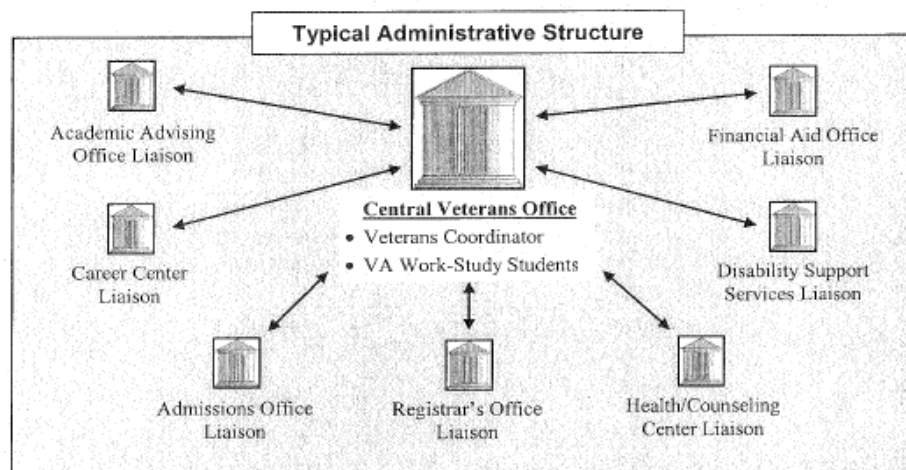 Typical Administrative Structure
Academic Advising
Office Liaison
Financial Aid Office
Liaison
Central Veterans Office
• Veterans Coordinator
• VA Work-Study Students
Career Center
Liaison
Disability Support
Services Liaison
Admissions Office
Liaison
Registrar's Office
Liaison
Health/Counseling
Center Liaison